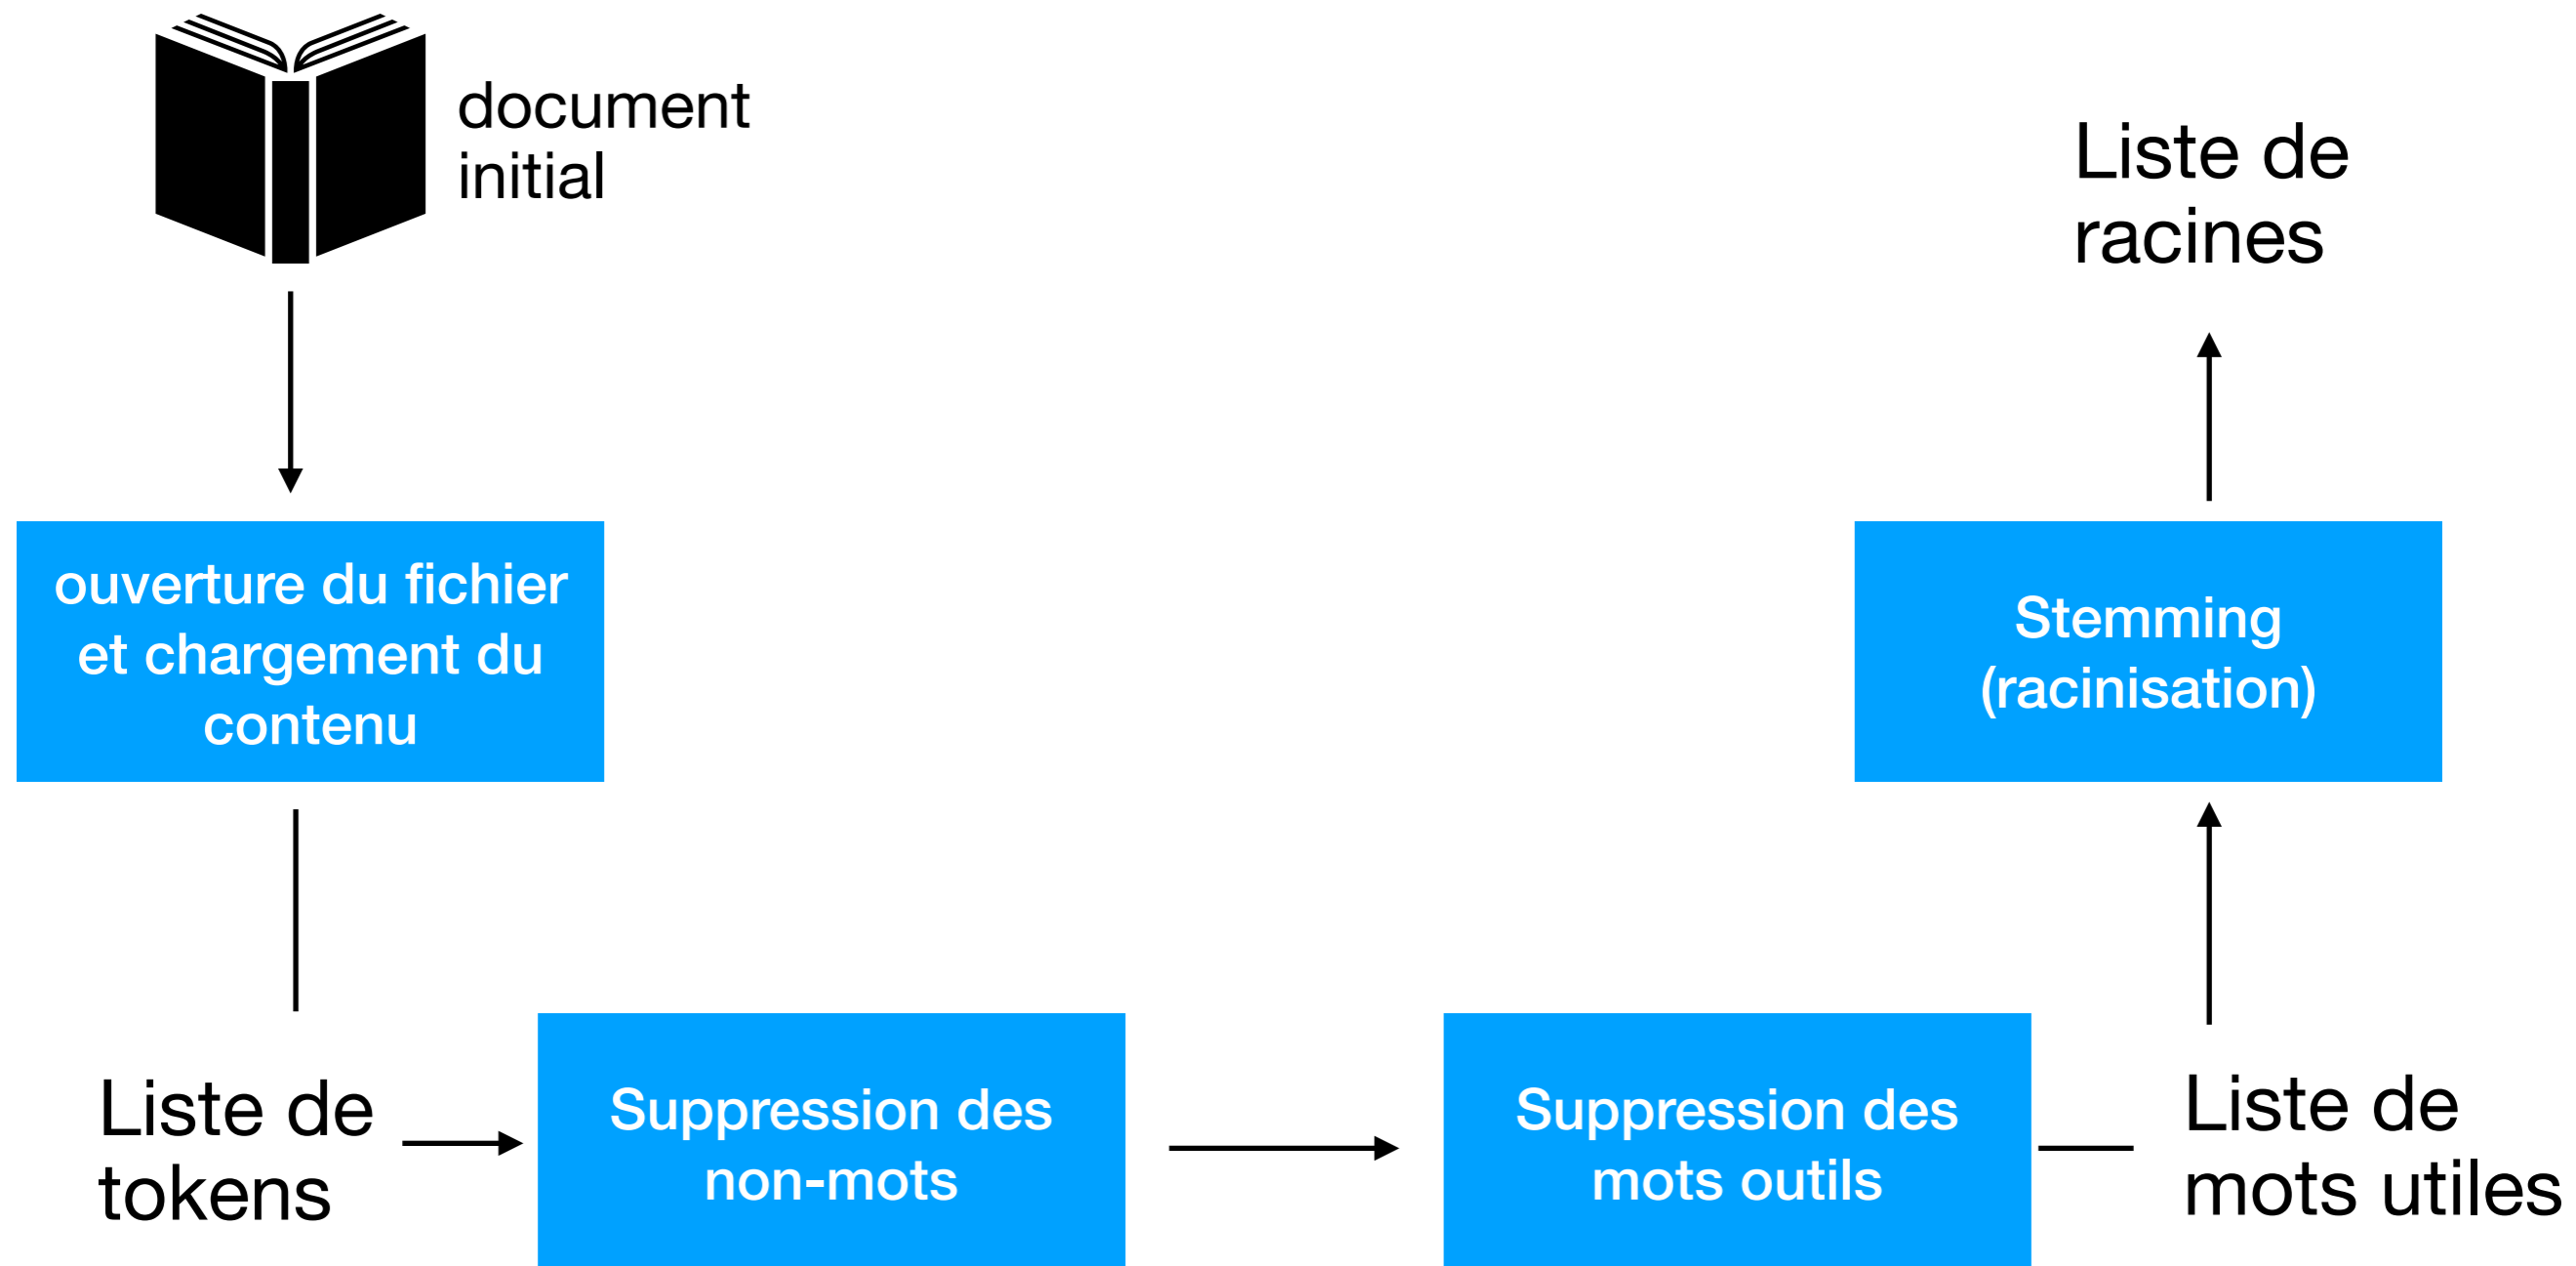 document
initial
ouverture du fichier
et chargement du
contenu
Liste de
tokens
Suppression des
non-mots
Suppression des
mots outils
Liste de
mots utiles
Stemming
(racinisation)
Liste de
racines